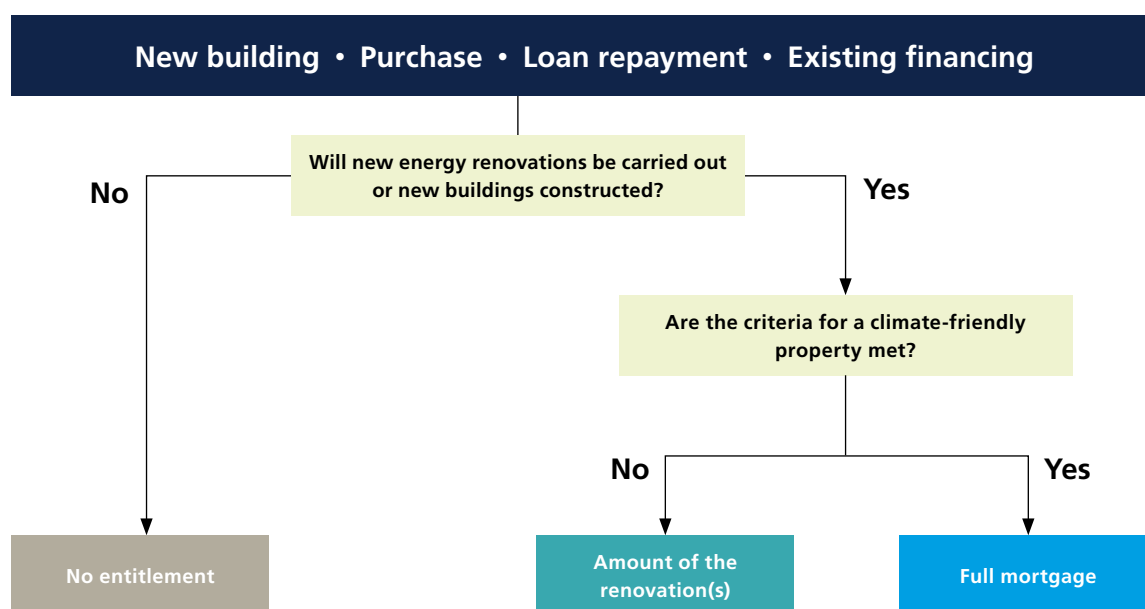 New building • Purchase • Loan repayment • Existing financing
Will new energy renovations be carried out
or new buildings constructed?
No
Yes
Are the criteria for a climate-friendly
property met?
No
Yes
No entitlement
Amount of the
renovation(s)
Full mortgage